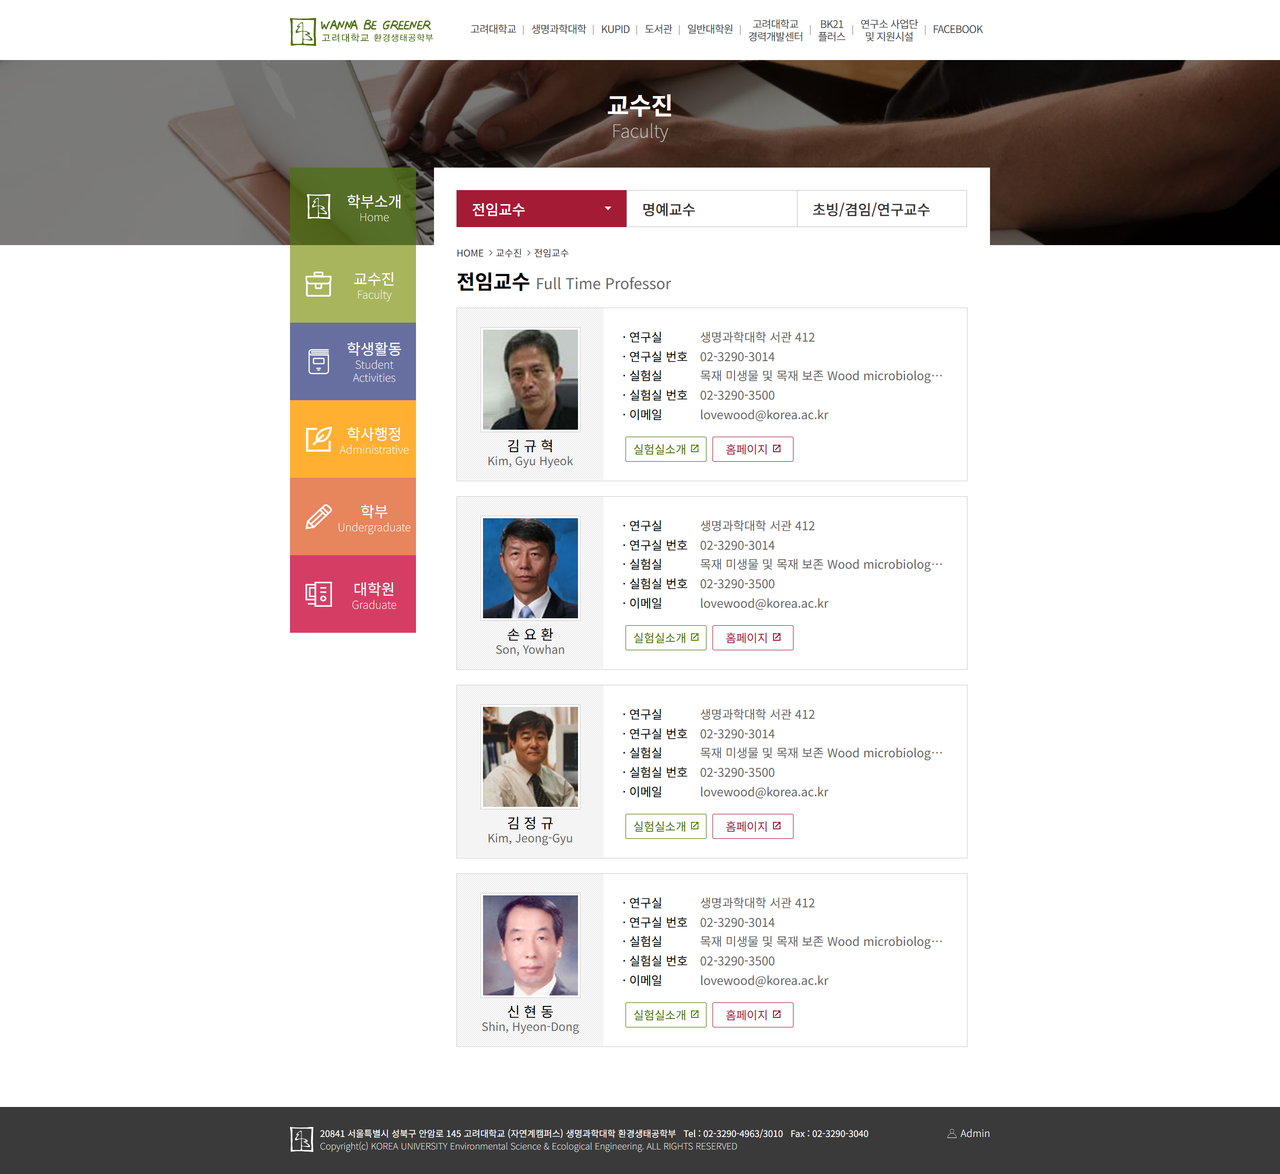 WANNA BE GREENER
고려대학교 환경생태공학부
고려대학교 | 생명과학대학 | KUPID | 도서관 | 일반대학원 | 고려대학교 경력개발센터 | BK21 플러스 | 연구소 사업단 및 지원시설 | FACEBOOK
교수진
Faculty
학부소개
Home
교수진
Faculty
학생활동
Student
Activities
학사행정
Administrative
학부
Undergraduate
대학원
Graduate
전임교수 명예교수 초빙/겸임/연구교수
HOME > 교수진 > 전임교수
전임교수 Full Time Professor
김 규 혁
Kim, Gyu Hyeok
· 연구실 생명과학대학 서관 412
· 연구실 번호 02-3290-3014
· 실험실 목재 미생물 및 목재 보존 Wood microbiolog···
· 실험실 번호 02-3290-3500
· 이메일 lovewood@korea.ac.kr
실험실소개 홈페이지
손 요 환
Son, Yowhan
· 연구실 생명과학대학 서관 412
· 연구실 번호 02-3290-3014
· 실험실 목재 미생물 및 목재 보존 Wood microbiolog···
· 실험실 번호 02-3290-3500
· 이메일 lovewood@korea.ac.kr
실험실소개 홈페이지
김 정 규
Kim, Jeong-Gyu
· 연구실 생명과학대학 서관 412
· 연구실 번호 02-3290-3014
· 실험실 목재 미생물 및 목재 보존 Wood microbiolog···
· 실험실 번호 02-3290-3500
· 이메일 lovewood@korea.ac.kr
실험실소개 홈페이지
신 현 동
Shin, Hyeon-Dong
· 연구실 생명과학대학 서관 412
· 연구실 번호 02-3290-3014
· 실험실 목재 미생물 및 목재 보존 Wood microbiolog···
· 실험실 번호 02-3290-3500
· 이메일 lovewood@korea.ac.kr
실험실소개 홈페이지
20841 서울특별시 성북구 안암로 145 고려대학교 (자연계캠퍼스) 생명과학대학 환경생태공학부 Tel : 02-3290-4963/3010 Fax : 02-3290-3040
Copyright(c) KOREA UNIVERSITY Environmental Science & Ecological Engineering. ALL RIGHTS RESERVED
Admin